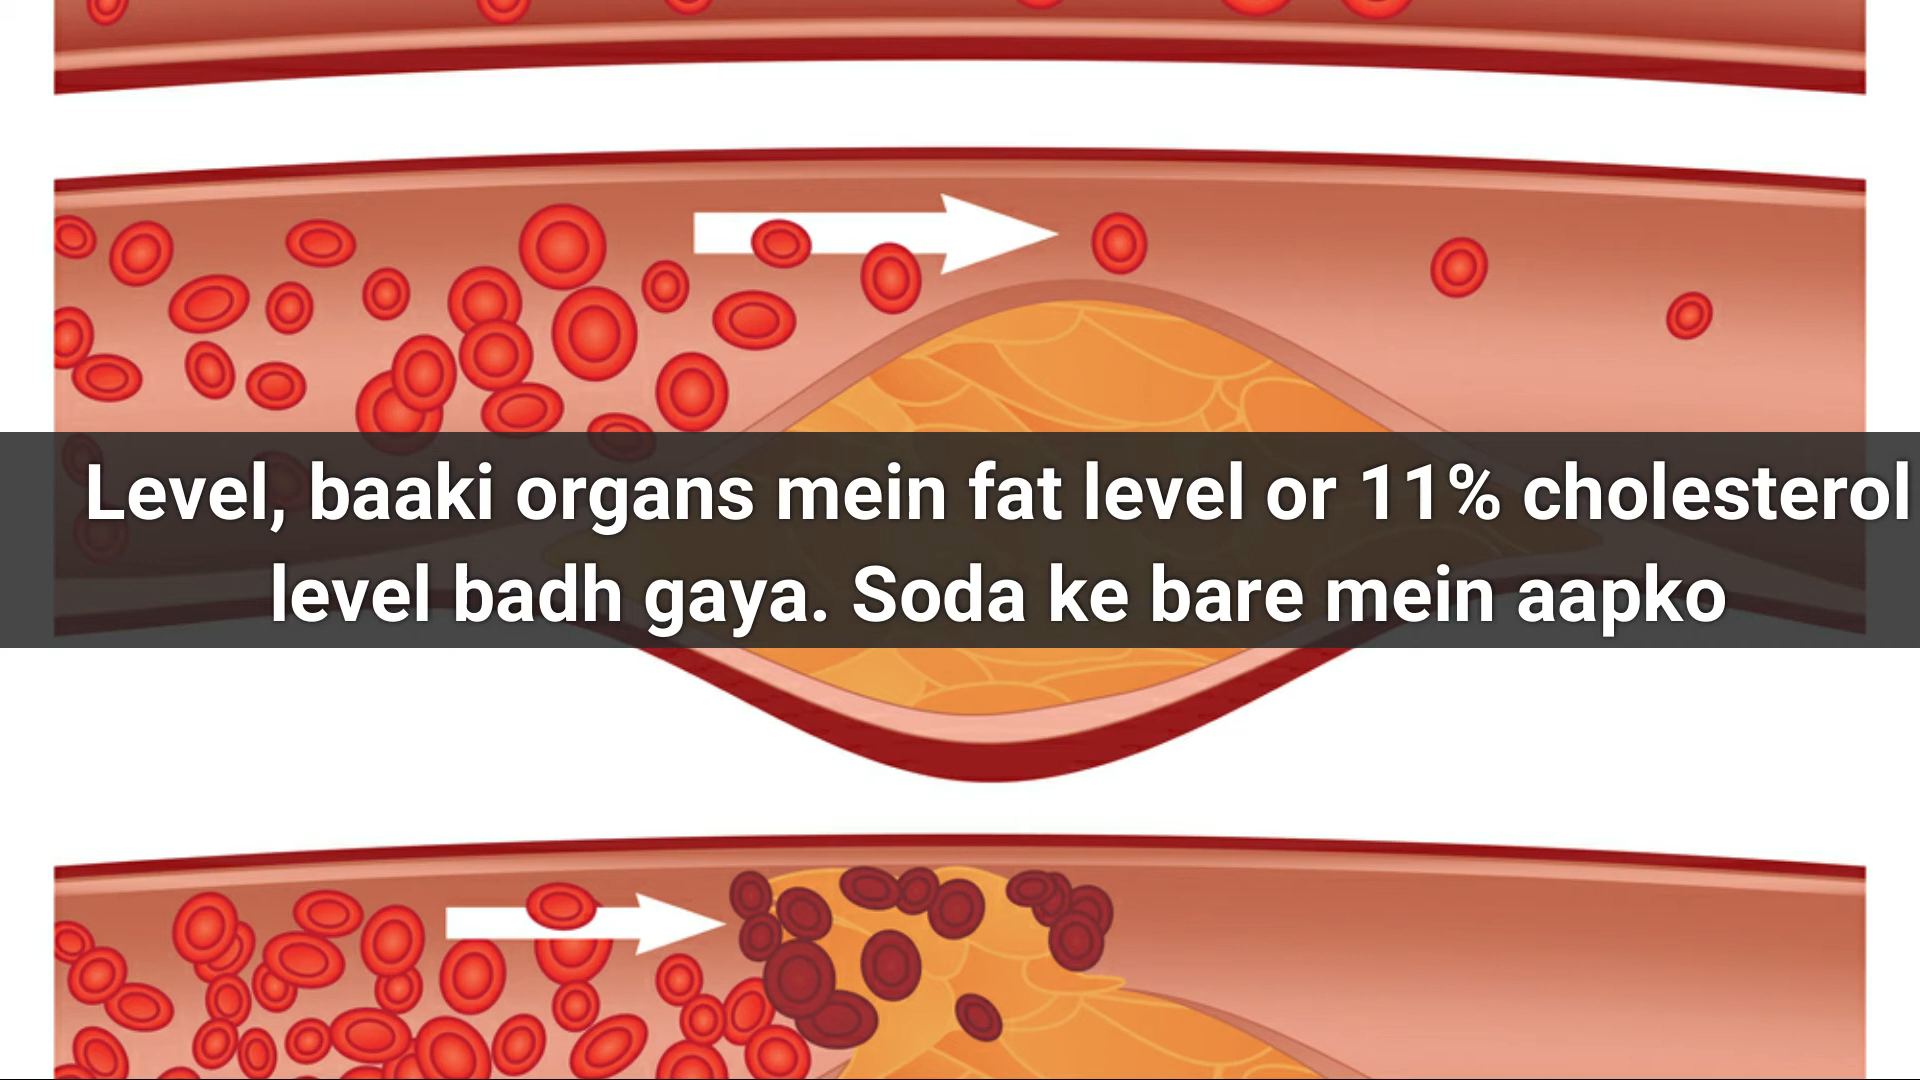 Level, baaki organs mein fat level or 11% cholesterol
level badh gaya. Soda ke bare mein aapko